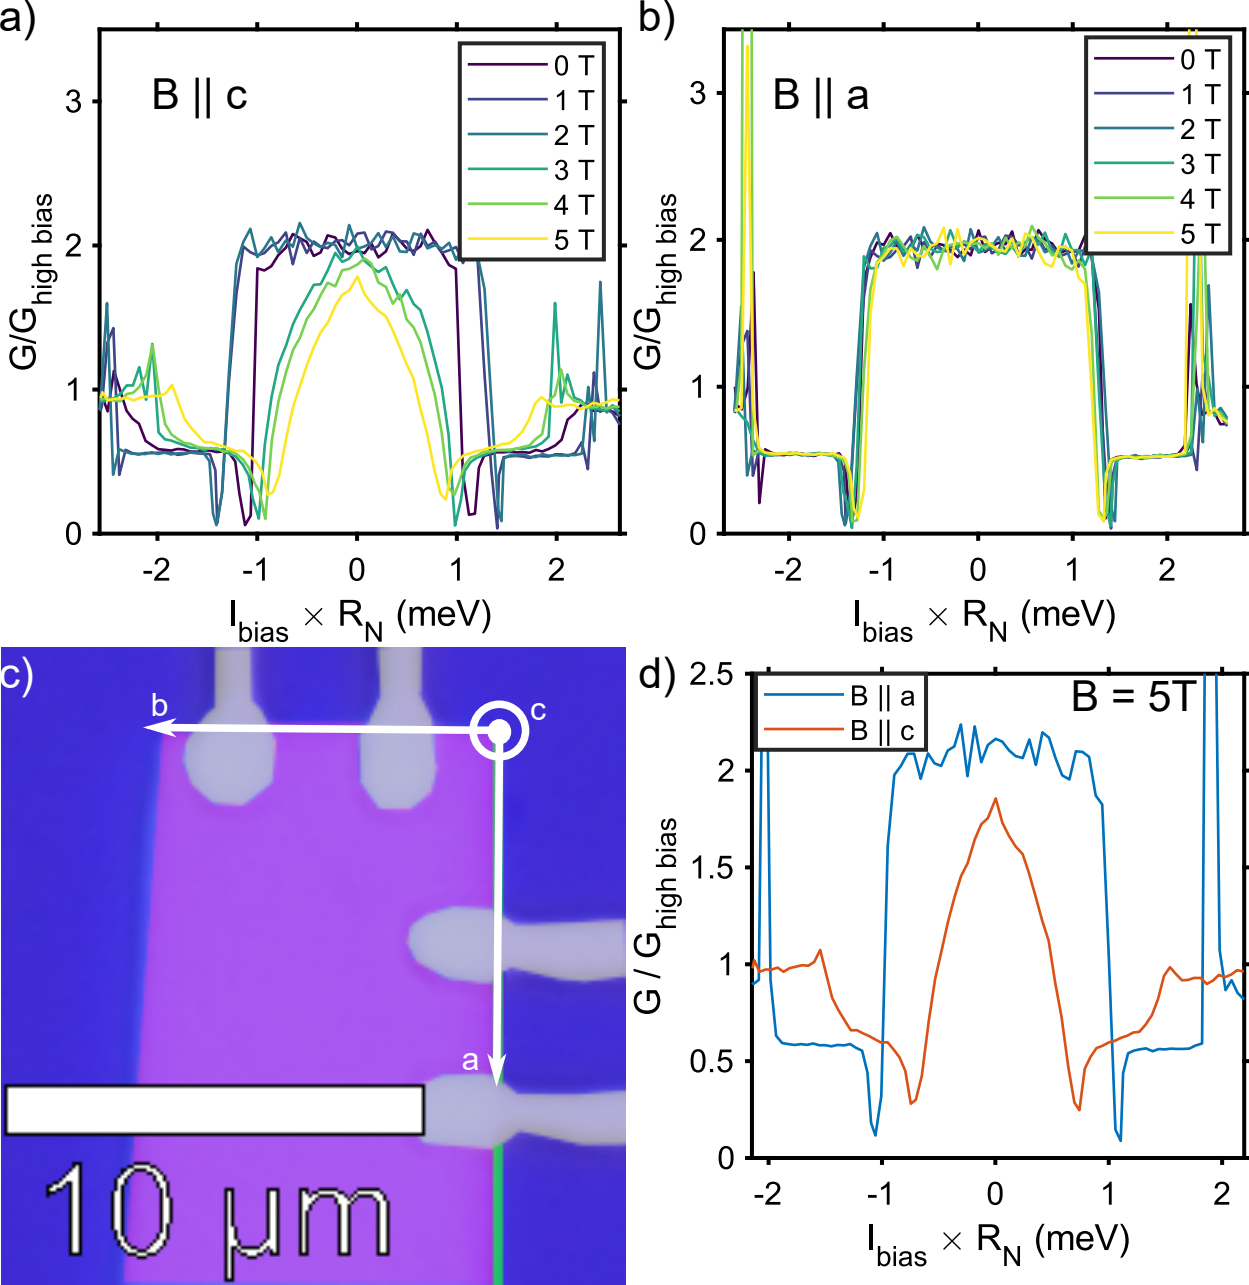 a)
B || c
0 T
1 T
2 T
3 T
4 T
5 T
3
2
1
0
G/G_high bias
-2
-1
0
1
2
I_bias × R_N (meV)
b)
B || a
0 T
1 T
2 T
3 T
4 T
5 T
3
2
1
0
G/G_high bias
-2
-1
0
1
2
I_bias × R_N (meV)
c)
b
c
a
10 µm
d)
B || a
B || c
B = 5T
2.5
2
1.5
1
0.5
0
G / G_high bias
-2
-1
0
1
2
I_bias × R_N (meV)